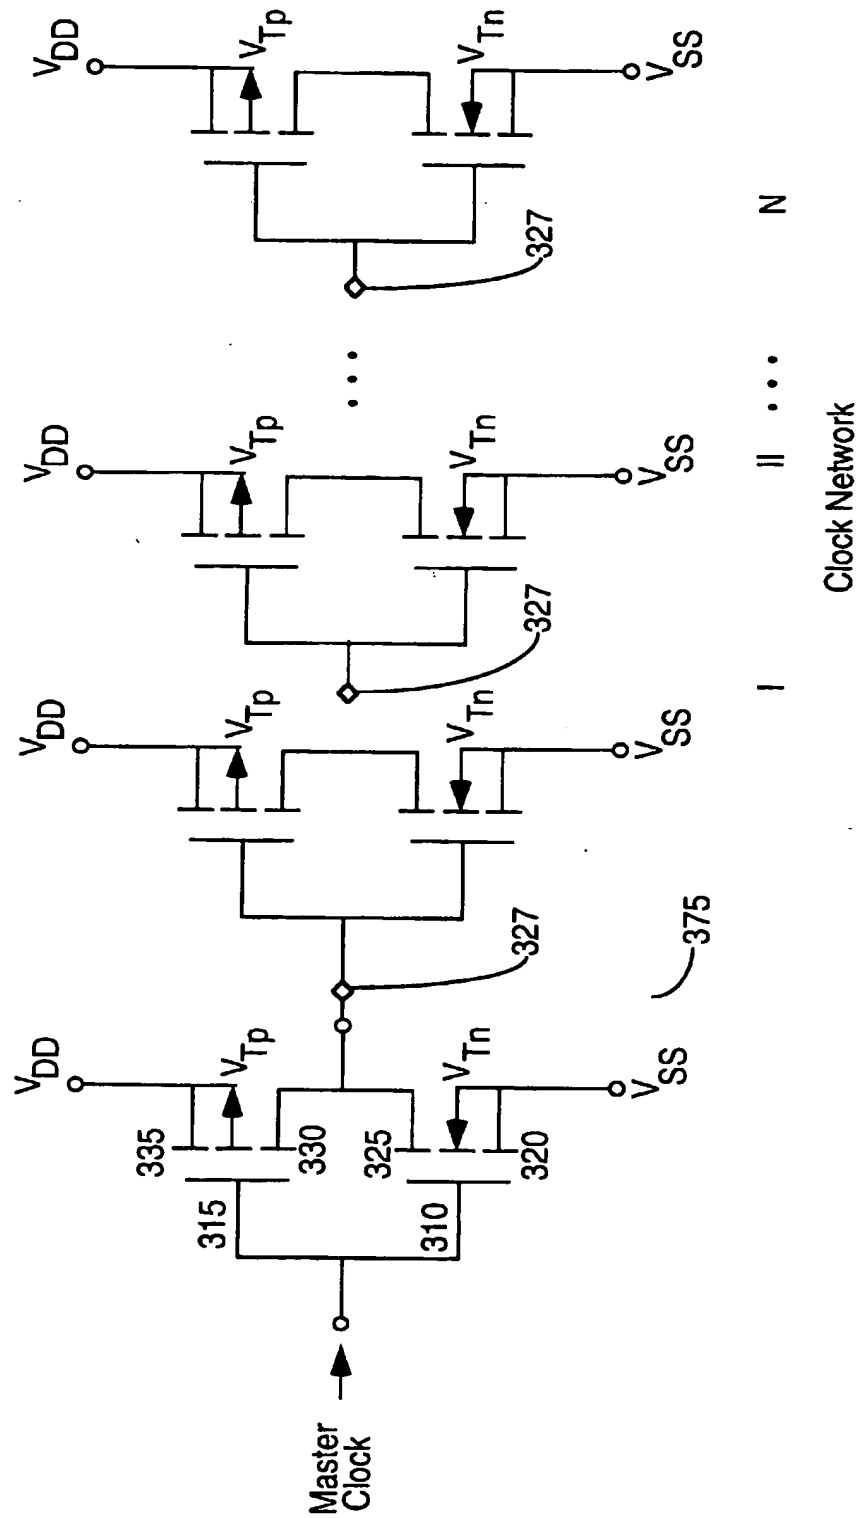 Master
Clock
V_DD
V_DD
V_DD
V_DD
335
V_Tp
V_Tp
V_Tp
V_Tp
315
330
327
327
327
325
310
V_Tn
V_Tn
V_Tn
V_Tn
320
V_SS
V_SS
V_SS
V_SS
375
I
II
...
N
Clock Network